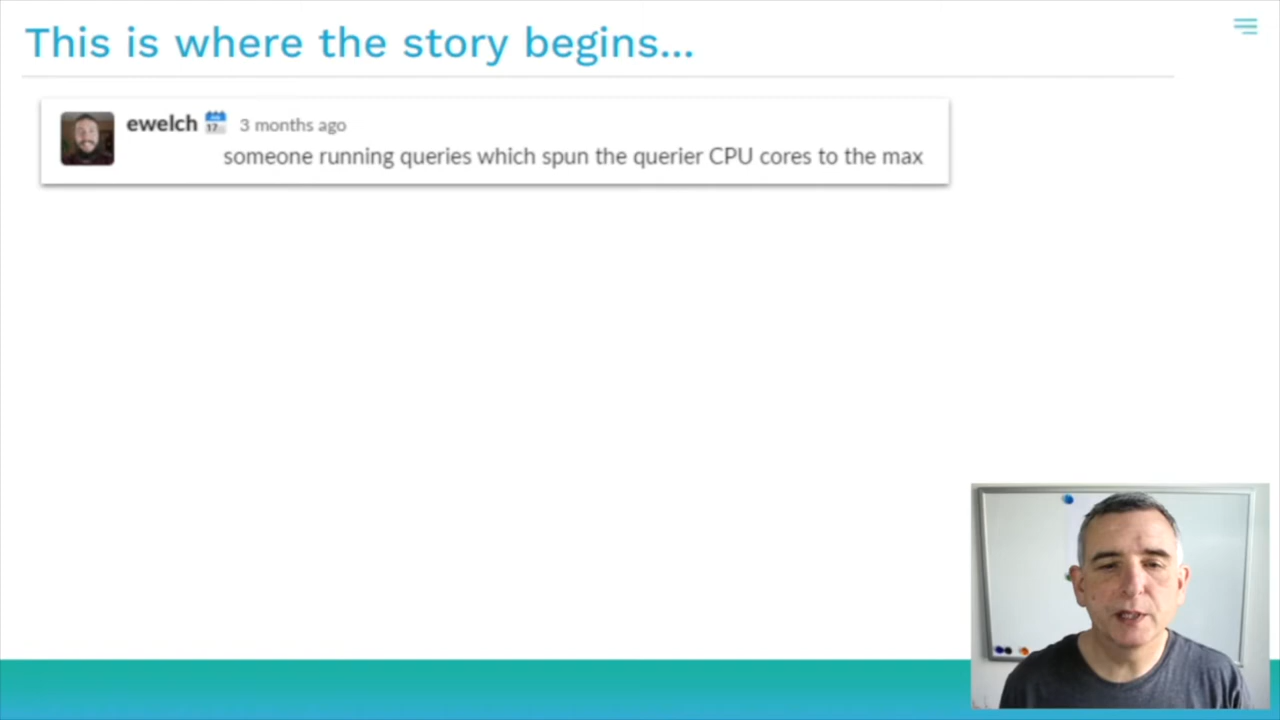 This is where the story begins...
ewelch 3 months ago
someone running queries which spun the querier CPU cores to the max